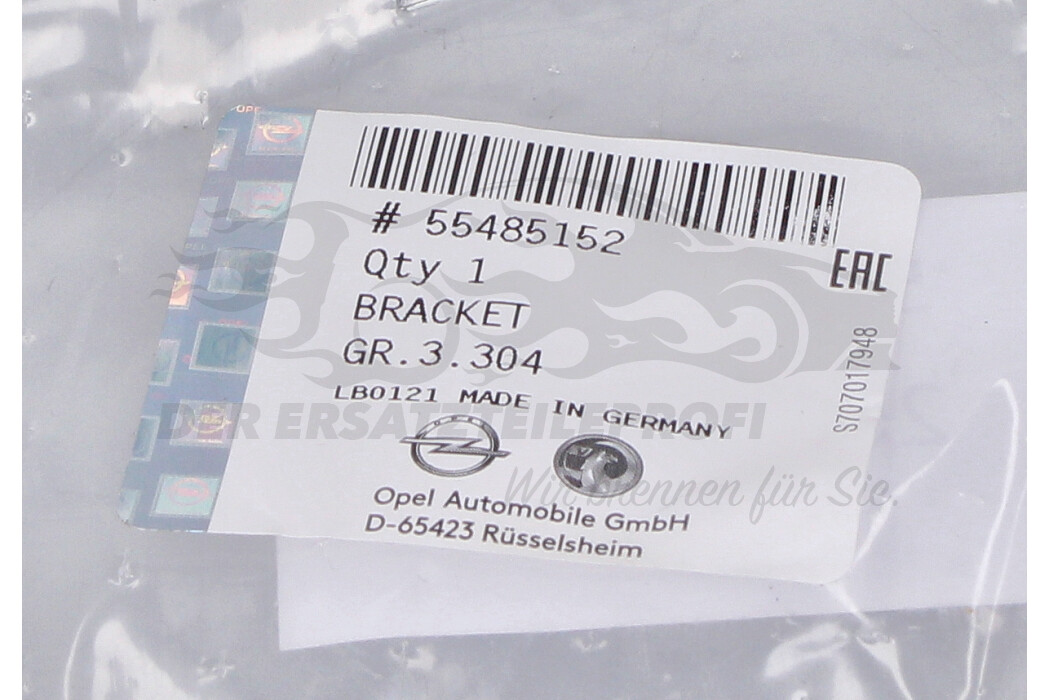 # 55485152
Qty 1
BRACKET
GR.3.304
LB0121 MADE IN GERMANY
EAC
S707017948
Opel Automobile GmbH
D-65423 Rüsselsheim
DER ERSATZTEILEPROFI
Wir brennen für Sie.